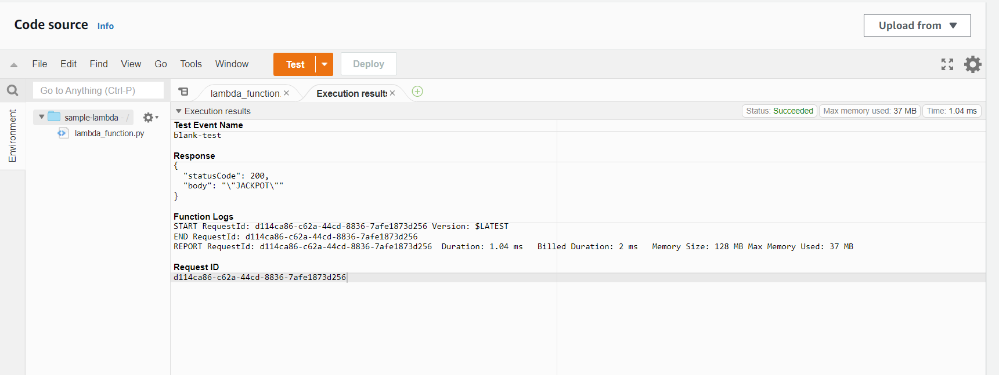 Code source Info
Upload from
File Edit Find View Go Tools Window Test Deploy
Go to Anything (Ctrl-P)
lambda_function Execution results
Environment
sample-lambda - /
lambda_function.py
Execution results Status: Succeeded Max memory used: 37 MB Time: 1.04 ms
Test Event Name
blank-test
Response
{
  "statusCode": 200,
  "body": "\"JACKPOT\""
}
Function Logs
START RequestId: d114ca86-c62a-44cd-8836-7afe1873d256 Version: $LATEST
END RequestId: d114ca86-c62a-44cd-8836-7afe1873d256
REPORT RequestId: d114ca86-c62a-44cd-8836-7afe1873d256  Duration: 1.04 ms   Billed Duration: 2 ms   Memory Size: 128 MB Max Memory Used: 37 MB
Request ID
d114ca86-c62a-44cd-8836-7afe1873d256